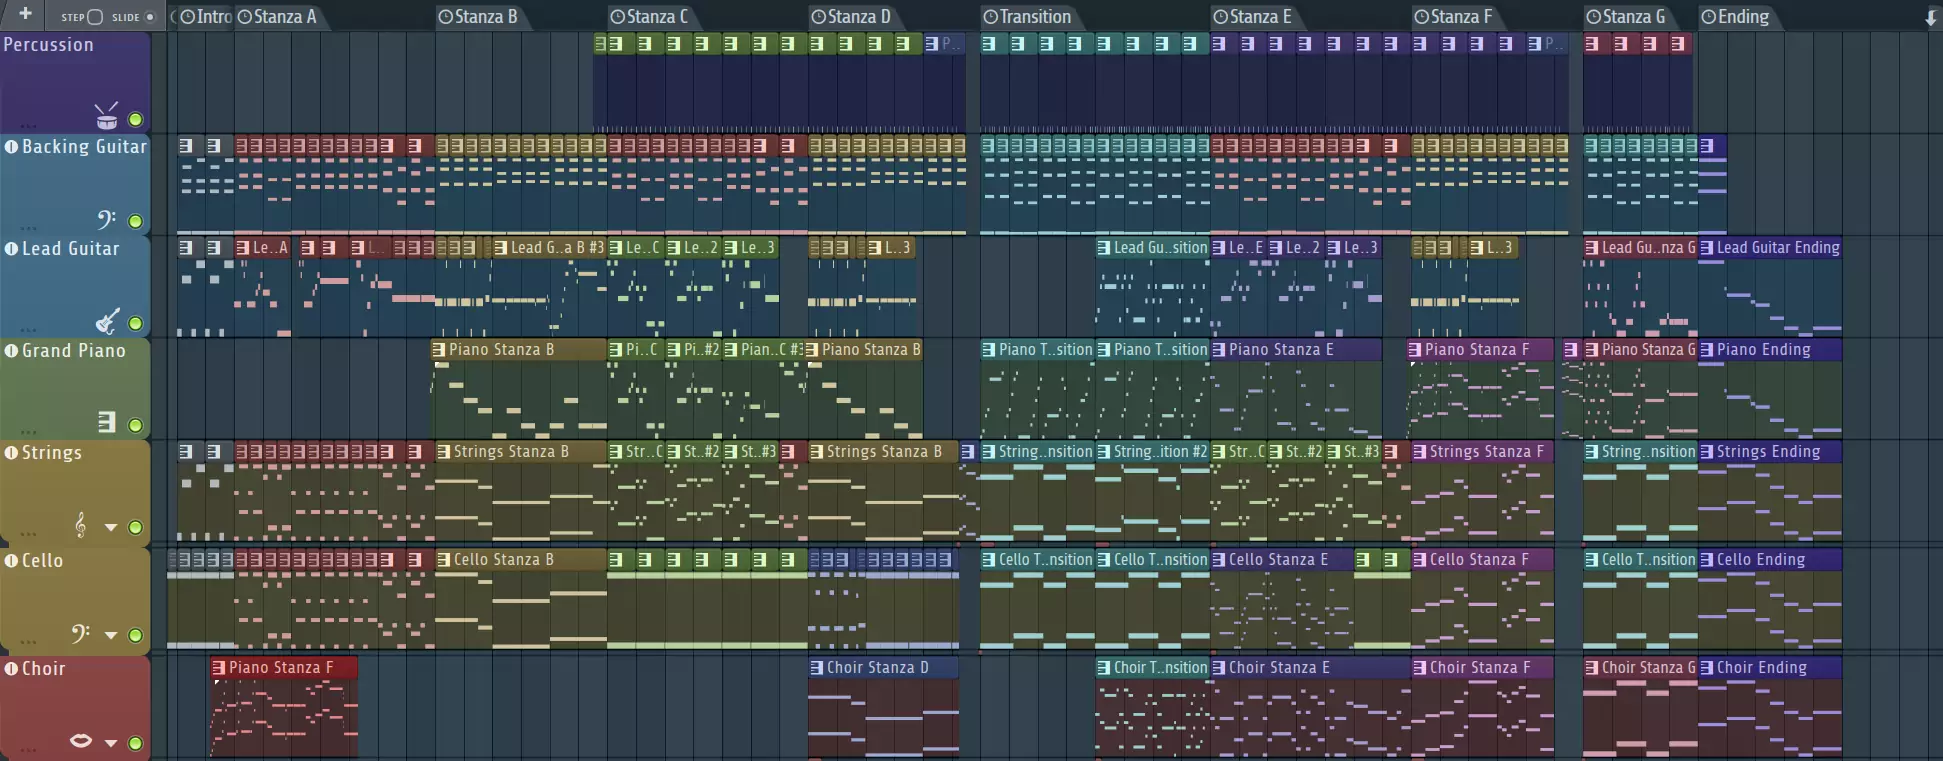 STEP SLIDE
Intro Stanza A Stanza B Stanza C Stanza D Transition Stanza E Stanza F Stanza G Ending
Percussion
P.. P..
Backing Guitar
Lead Guitar
Le..A L.. Lead G..a B #3 Le..C Le..2 Le..3 L..3 Lead Gu..sition Le..E Le..2 Le..3 L..3 Lead Gu..nza G Lead Guitar Ending
Grand Piano
Piano Stanza B Pi..C Pi..#2 Pian..C #3 Piano Stanza B Piano T..sition Piano T..sition Piano Stanza E Piano Stanza F Piano Stanza G Piano Ending
Strings
Strings Stanza B Str..C St..#2 St..#3 Strings Stanza B String..nsition String..ition #2 Str..C St..#2 St..#3 Strings Stanza F String..nsition Strings Ending
Cello
Cello Stanza B Cello T..nsition Cello T..nsition Cello Stanza E Cello Stanza F Cello T..nsition Cello Ending
Choir
Piano Stanza F Choir Stanza D Choir T..nsition Choir Stanza E Choir Stanza F Choir Stanza G Choir Ending